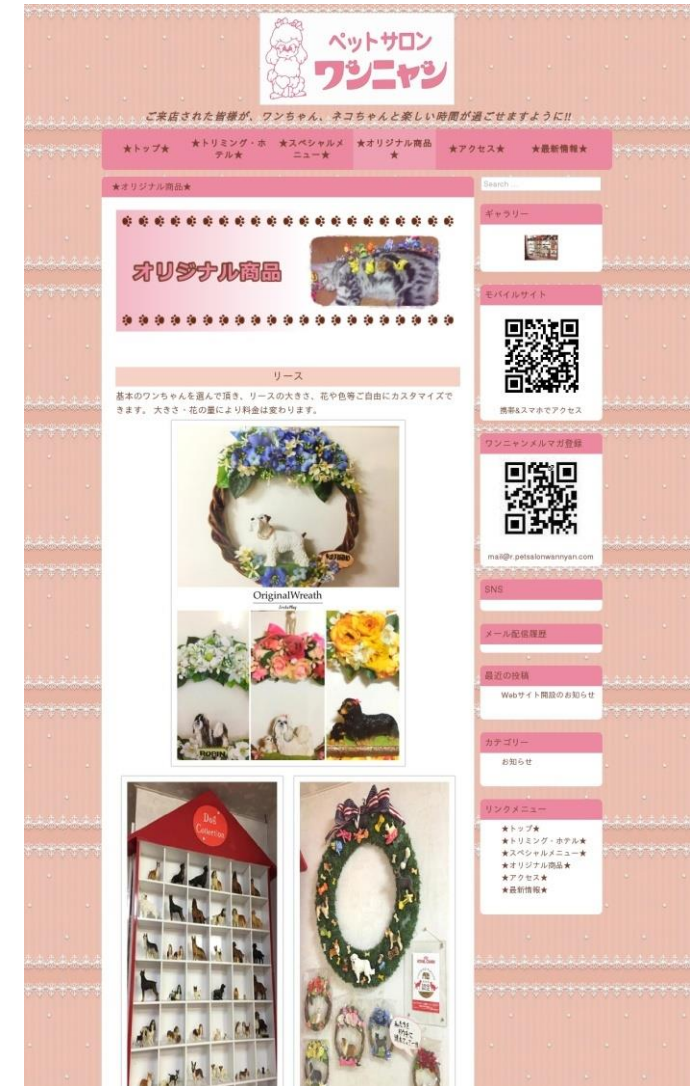 ペットサロン
ワンニャン
ご来店された皆様が、ワンちゃん、ネコちゃんと楽しい時間が過ごせますように!!
★トップ★
★トリミング・ホ
テル★
★スペシャルメ
ニュー★
★オリジナル商品
★
★アクセス★
★最新情報★
★オリジナル商品★
オリジナル商品
リース
基本のワンちゃんを選んで頂き、リースの大きさ、花や色等ご自由にカスタマイズで
きます。 大きさ・花の量により料金は変わります。
OriginalWreath
ROBIN
Dog
Collection
Search ...
ギャラリー
モバイルサイト
携帯&スマホでアクセス
ワンニャンメルマガ登録
mail@r.petsalonwannyan.com
SNS
メール配信履歴
最近の投稿
Webサイト開設のお知らせ
カテゴリー
お知らせ
リンクメニュー
★トップ★
★トリミング・ホテル★
★スペシャルメニュー★
★オリジナル商品★
★アクセス★
★最新情報★